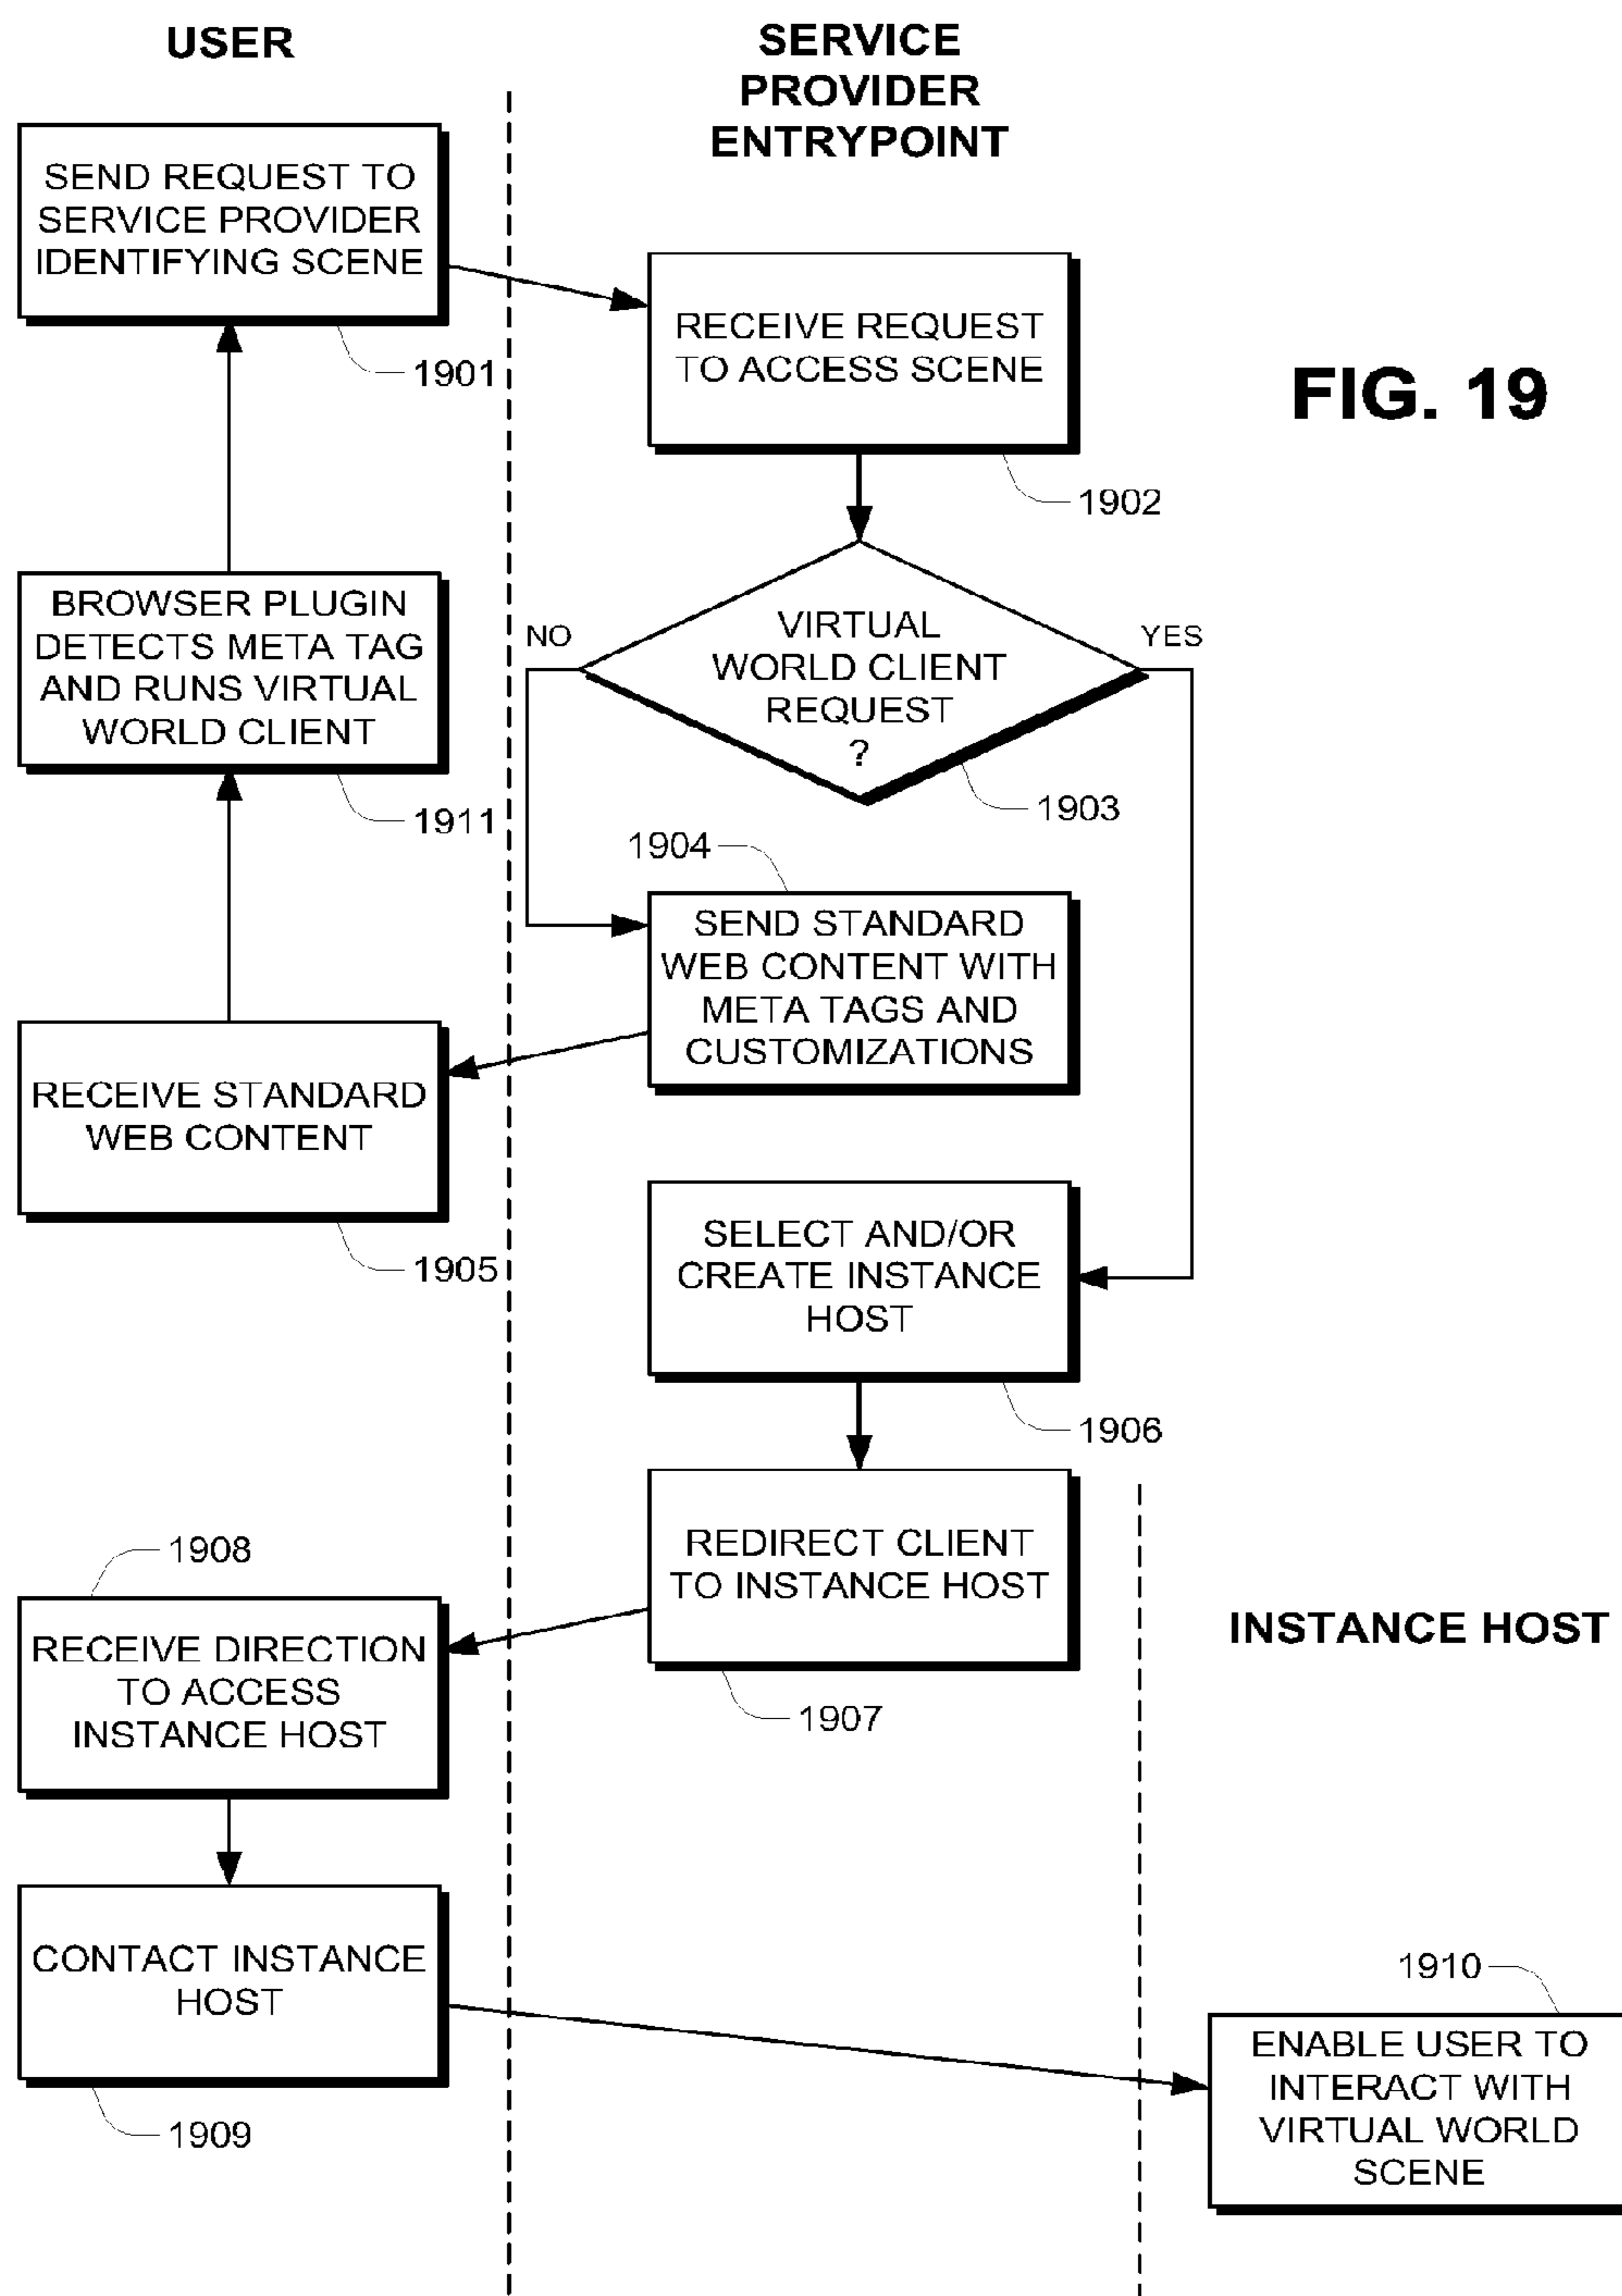 USER
SERVICE
PROVIDER
ENTRYPOINT
SEND REQUEST TO
SERVICE PROVIDER
IDENTIFYING SCENE
1901
RECEIVE REQUEST
TO ACCESS SCENE
1902
FIG. 19
BROWSER PLUGIN
DETECTS META TAG
AND RUNS VIRTUAL
WORLD CLIENT
1911
NO
VIRTUAL
WORLD CLIENT
REQUEST
?
YES
1903
1904
SEND STANDARD
WEB CONTENT WITH
META TAGS AND
CUSTOMIZATIONS
RECEIVE STANDARD
WEB CONTENT
1905
SELECT AND/OR
CREATE INSTANCE
HOST
1906
REDIRECT CLIENT
TO INSTANCE HOST
1907
INSTANCE HOST
1908
RECEIVE DIRECTION
TO ACCESS
INSTANCE HOST
CONTACT INSTANCE
HOST
1909
1910
ENABLE USER TO
INTERACT WITH
VIRTUAL WORLD
SCENE